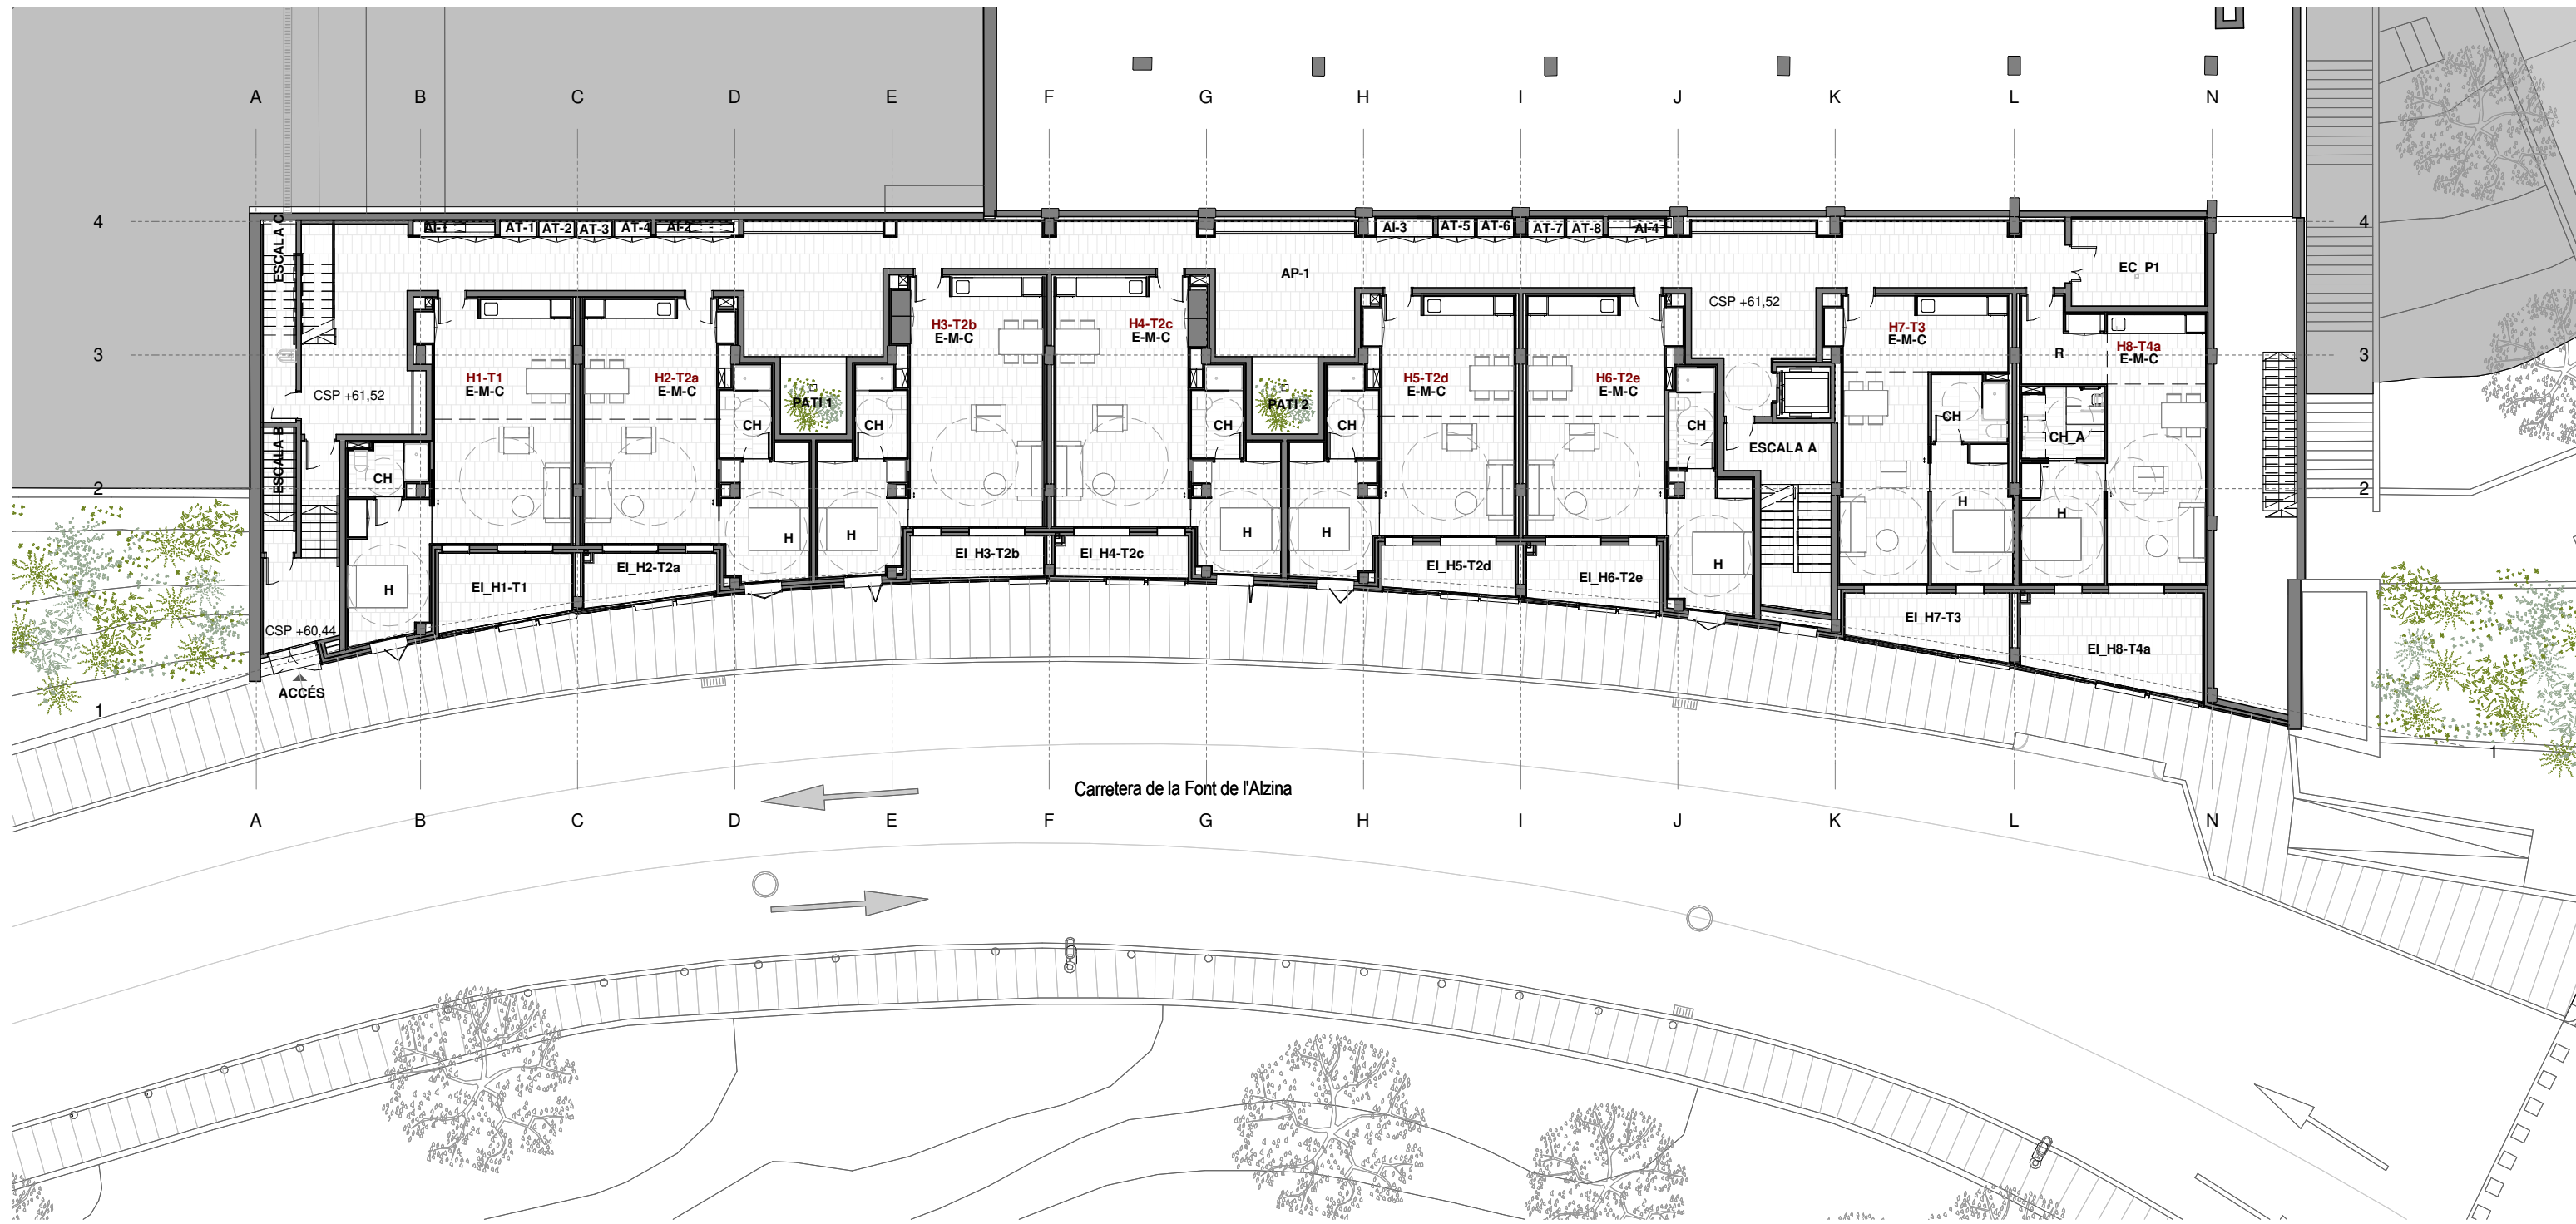 A B C D E F G H I J K L N
4 4
ESCALA C
AI-1 AT-1 AT-2 AT-3 AT-4 AI-2 AI-3 AT-5 AT-6 AT-7 AT-8 AI-4
AP-1
EC_P1
CSP +61,52
H3-T2b
E-M-C
H4-T2c
E-M-C
H7-T3
E-M-C
H8-T4a
E-M-C
R
3 3
H1-T1
E-M-C
H2-T2a
E-M-C
H5-T2d
E-M-C
H6-T2e
E-M-C
CSP +61,52
PATI 1
PATI 2
CH CH CH CH CH CH
CH_A
ESCALA B
ESCALA A
CH
2 2
H H H H H H H
EI_H3-T2b
EI_H4-T2c
EI_H2-T2a
EI_H5-T2d
EI_H6-T2e
H
EI_H1-T1
EI_H7-T3
CSP +60,44
EI_H8-T4a
ACCÉS
1 1
Carretera de la Font de l'Alzina
A B C D E F G H I J K L N